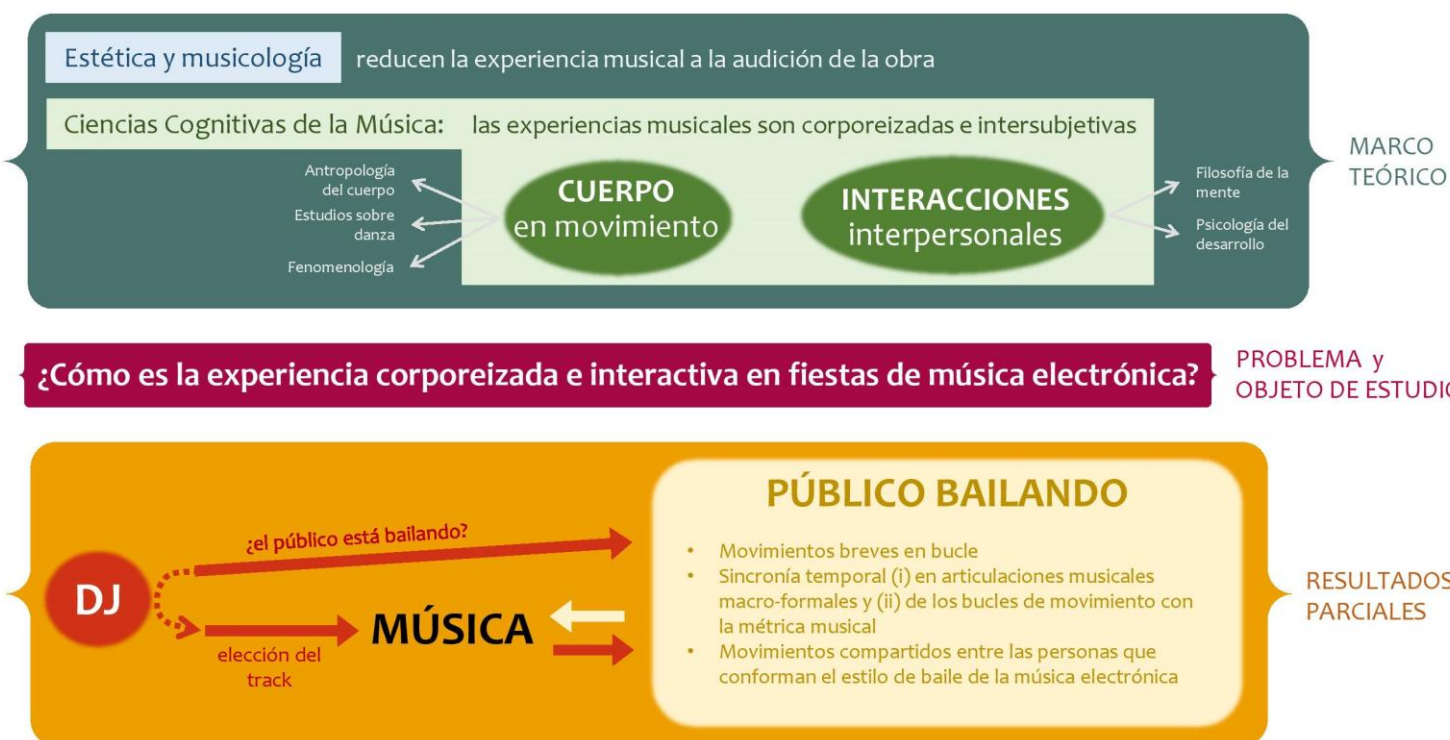 Estética y musicología reducen la experiencia musical a la audición de la obra
Ciencias Cognitivas de la Música: las experiencias musicales son corporeizadas e intersubjetivas
Antropología
del cuerpo
Estudios sobre
danza
Fenomenología
CUERPO
en movimiento
INTERACCIONES
interpersonales
Filosofía de la
mente
Psicología del
desarrollo
MARCO
TEÓRICO
¿Cómo es la experiencia corporeizada e interactiva en fiestas de música electrónica?
PROBLEMA y
OBJETO DE ESTUDIO
DJ
¿el público está bailando?
elección del
track
MÚSICA
PÚBLICO BAILANDO
• Movimientos breves en bucle
• Sincronía temporal (i) en articulaciones musicales
macro-formales y (ii) de los bucles de movimiento con
la métrica musical
• Movimientos compartidos entre las personas que
conforman el estilo de baile de la música electrónica
RESULTADOS
PARCIALES